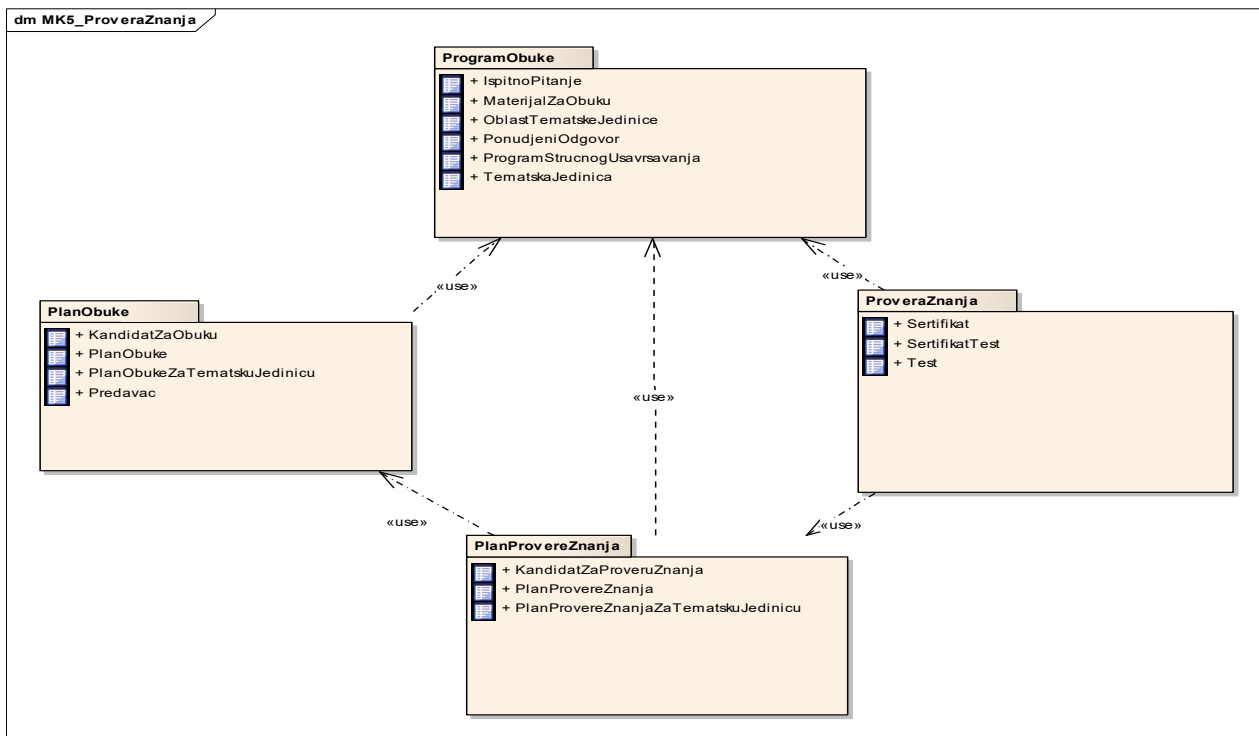 dm MK5_ProveraZnanja
ProgramObuke
+ IspitnoPitanje
+ MaterijalZaObuku
+ OblastTematskeJedinice
+ PonudjeniOdgovor
+ ProgramStrucnogUsavrsavanja
+ TematskaJedinica
«use»
«use»
PlanObuke
+ KandidatZaObuku
+ PlanObuke
+ PlanObukeZaTematskuJedinicu
+ Predavac
ProveraZnanja
+ Sertifikat
+ SertifikatTest
+ Test
«use»
«use»
«use»
PlanProvereZnanja
+ KandidatZaProveruZnanja
+ PlanProvereZnanja
+ PlanProvereZnanjaZaTematskuJedinicu